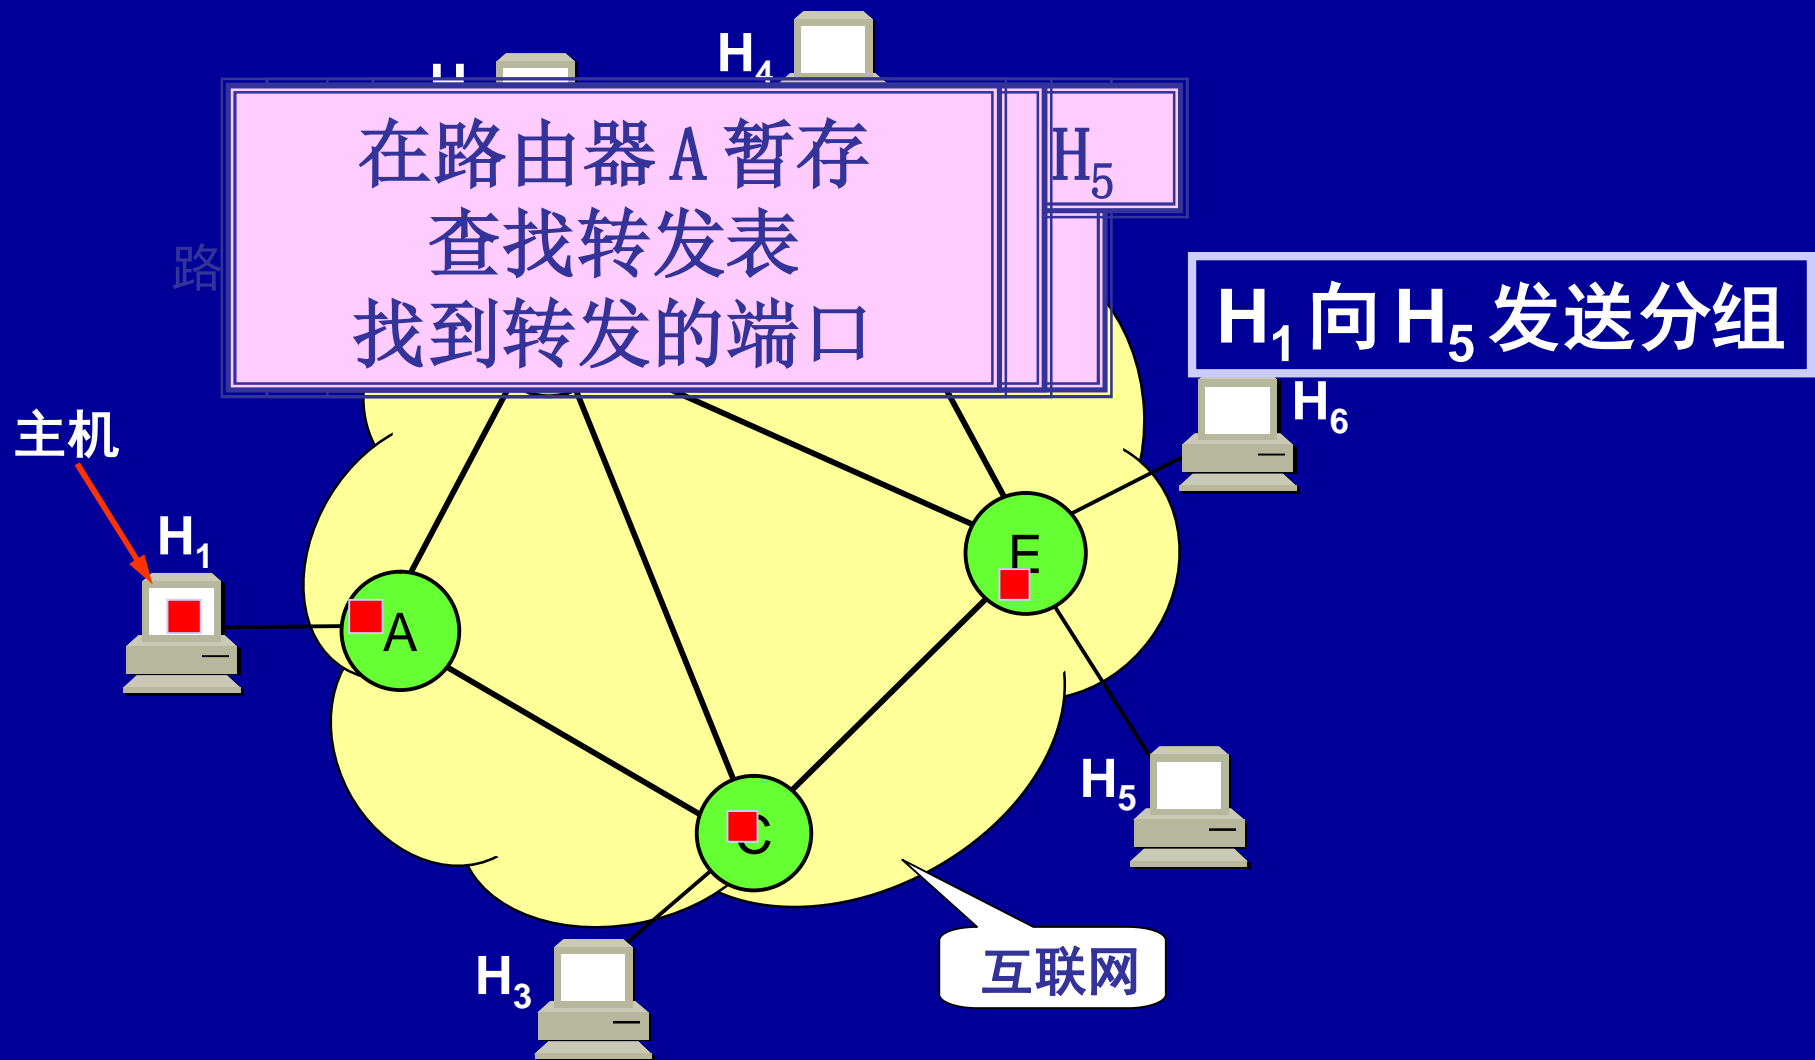 H₄
H
在路由器 A 暂存
查找转发表
找到转发的端口
H₅
路
H₁ 向 H₅ 发送分组
H₆
主机
H₁
E
A
H₅
C
H₃
互联网